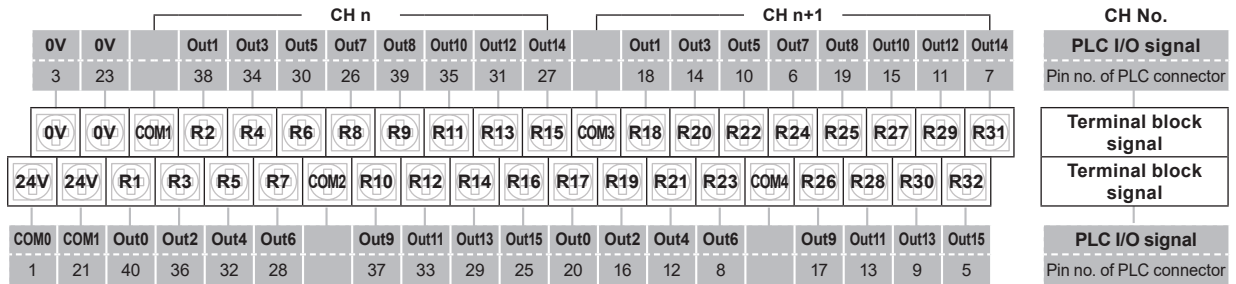 CH n CH n+1 CH No.
0V 0V Out1 Out3 Out5 Out7 Out8 Out10 Out12 Out14 Out1 Out3 Out5 Out7 Out8 Out10 Out12 Out14 PLC I/O signal
3 23 38 34 30 26 39 35 31 27 18 14 10 6 19 15 11 7 Pin no. of PLC connector
0V 0V COM1 R2 R4 R6 R8 R9 R11 R13 R15 COM3 R18 R20 R22 R24 R25 R27 R29 R31 Terminal block
signal
24V 24V R1 R3 R5 R7 COM2 R10 R12 R14 R16 R17 R19 R21 R23 COM4 R26 R28 R30 R32 Terminal block
signal
COM0 COM1 Out0 Out2 Out4 Out6 Out9 Out11 Out13 Out15 Out0 Out2 Out4 Out6 Out9 Out11 Out13 Out15 PLC I/O signal
1 21 40 36 32 28 37 33 29 25 20 16 12 8 17 13 9 5 Pin no. of PLC connector